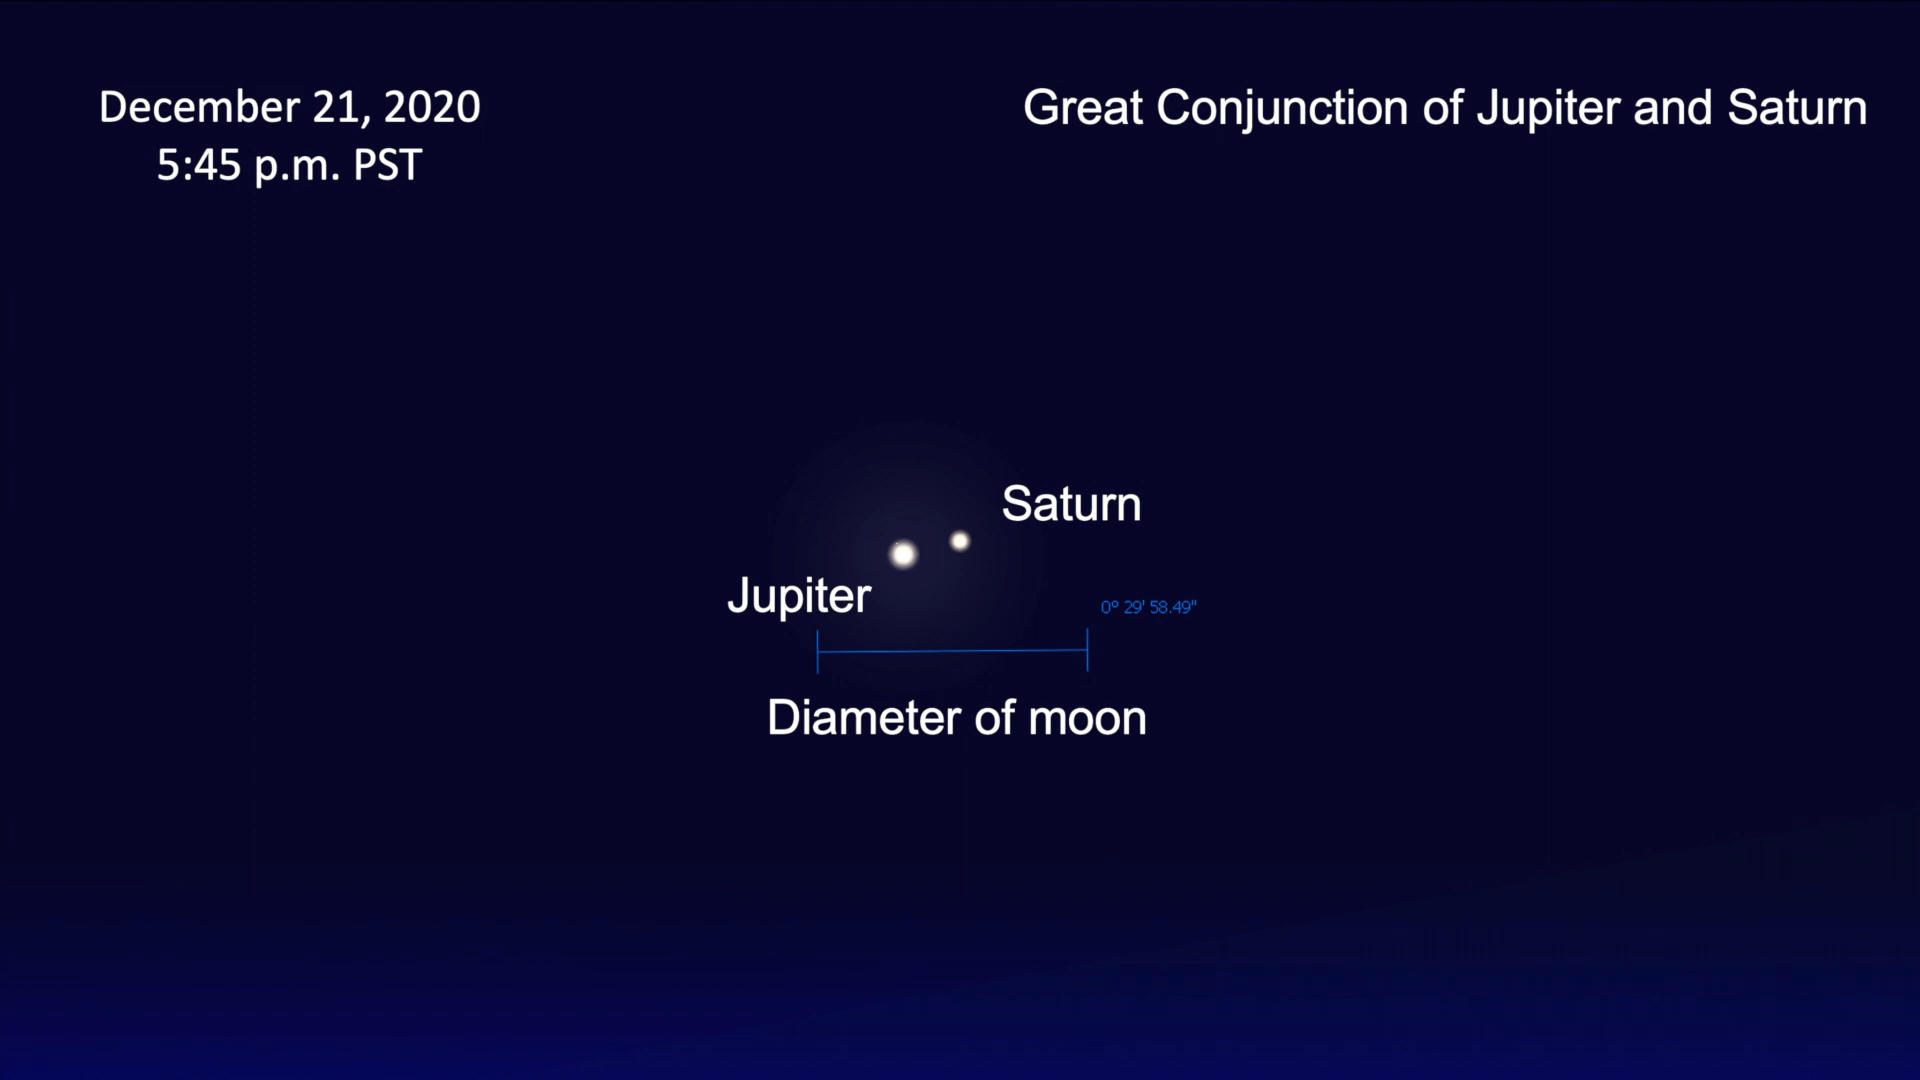 December 21, 2020
5:45 p.m. PST
Great Conjunction of Jupiter and Saturn
Saturn
Jupiter
0° 29' 58.49"
Diameter of moon